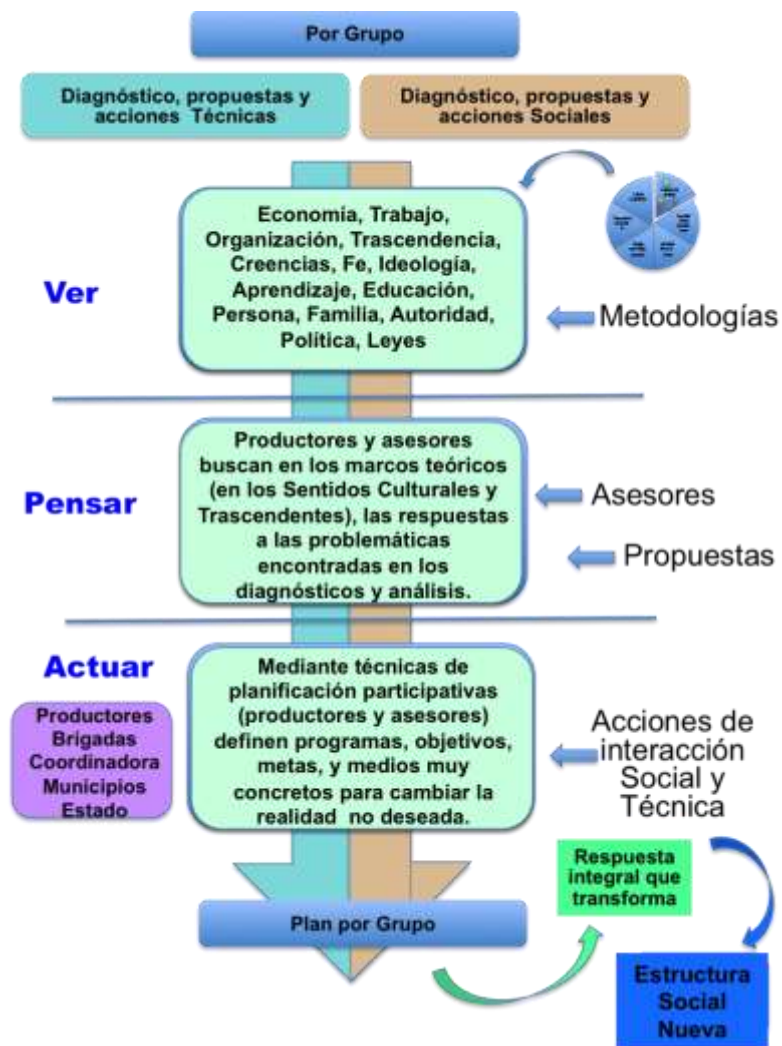 Por Grupo
Diagnóstico, propuestas y
acciones Técnicas
Diagnóstico, propuestas y
acciones Sociales
Ver
Economía, Trabajo,
Organización, Trascendencia,
Creencias, Fe, Ideología,
Aprendizaje, Educación,
Persona, Familia, Autoridad,
Política, Leyes
Metodologías
Pensar
Productores y asesores
buscan en los marcos teóricos
(en los Sentidos Culturales y
Trascendentes), las respuestas
a las problemáticas
encontradas en los
diagnósticos y análisis.
Asesores
Propuestas
Actuar
Productores
Brigadas
Coordinadora
Municipios
Estado
Mediante técnicas de
planificación participativas
(productores y asesores)
definen programas, objetivos,
metas, y medios muy
concretos para cambiar la
realidad no deseada.
Acciones de
interacción
Social y
Técnica
Plan por Grupo
Respuesta
integral que
transforma
Estructura
Social
Nueva